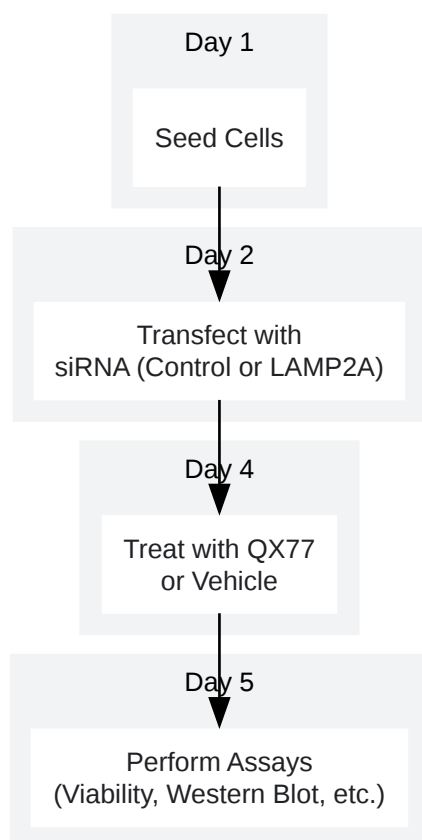 Day 1
Seed Cells
Day 2
Transfect with
siRNA (Control or LAMP2A)
Day 4
Treat with QX77
or Vehicle
Day 5
Perform Assays
(Viability, Western Blot, etc.)